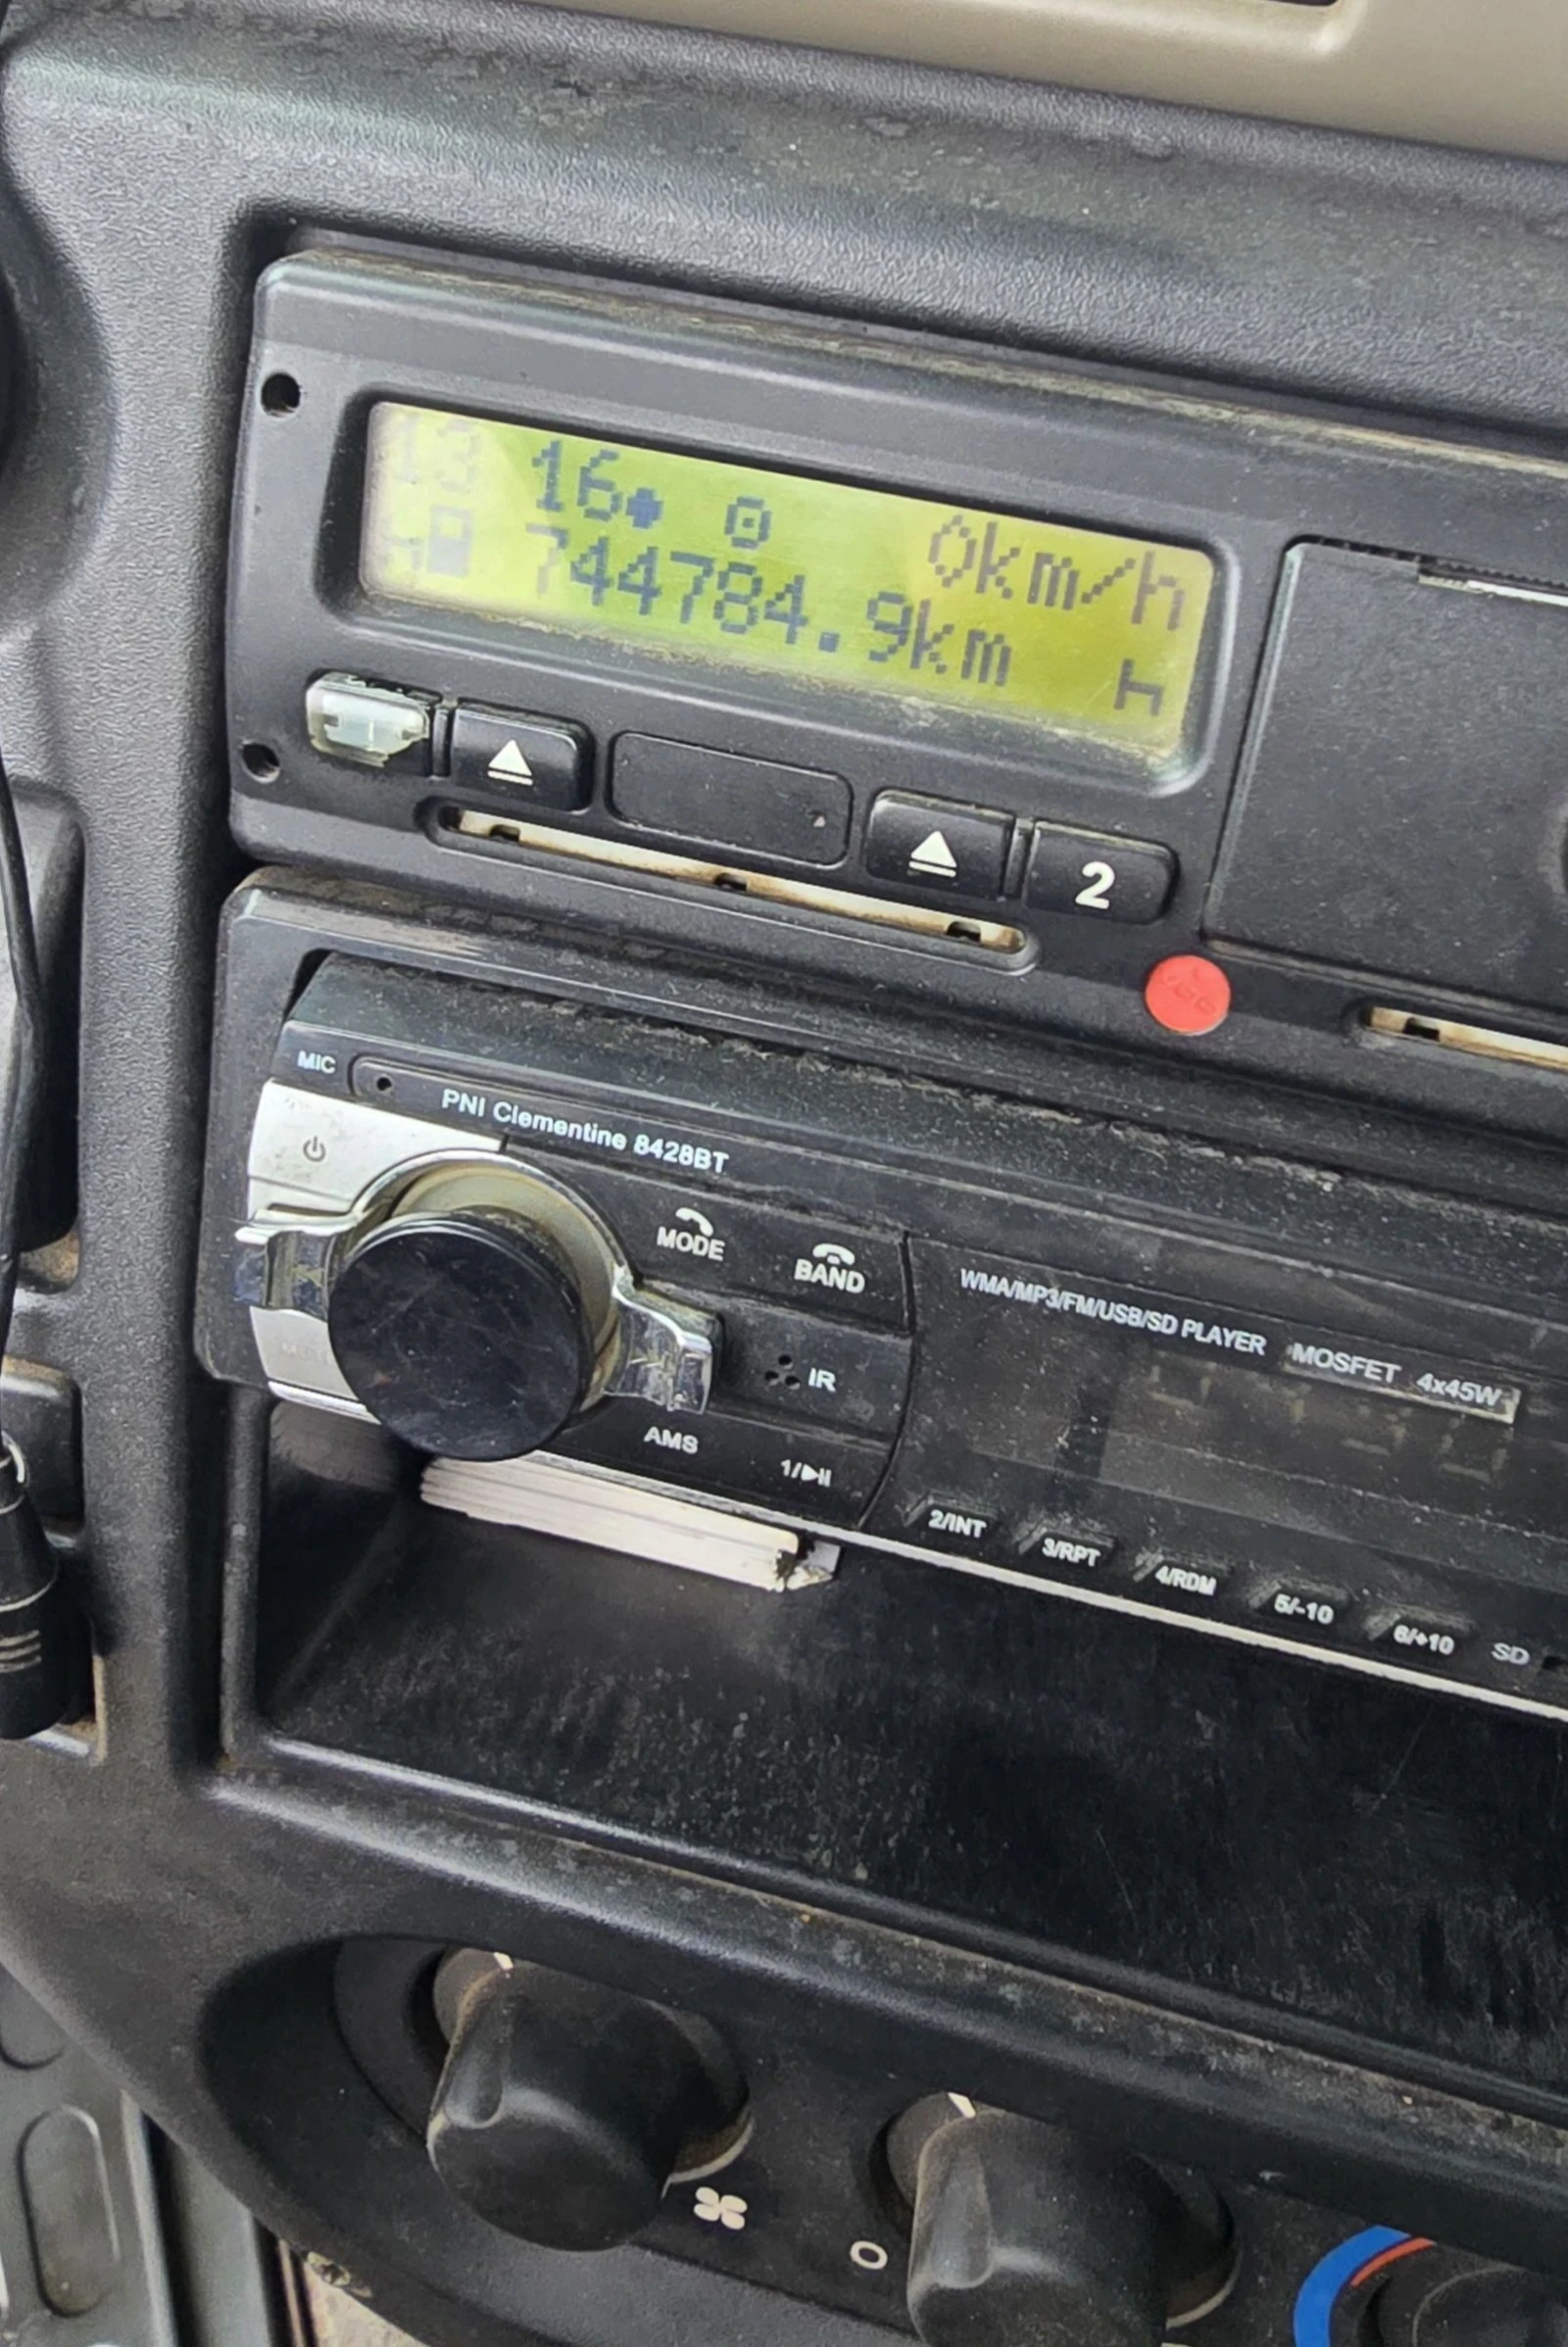 13 16 0km/h
744784.9km h
2
MIC
PNI Clementine 8428BT
MODE
BAND
WMA/MP3/FM/USB/SD PLAYER MOSFET 4x45W
IR
AMS
1/
2/INT
3/RPT
4/RDM
5/-10
6/+10
SD